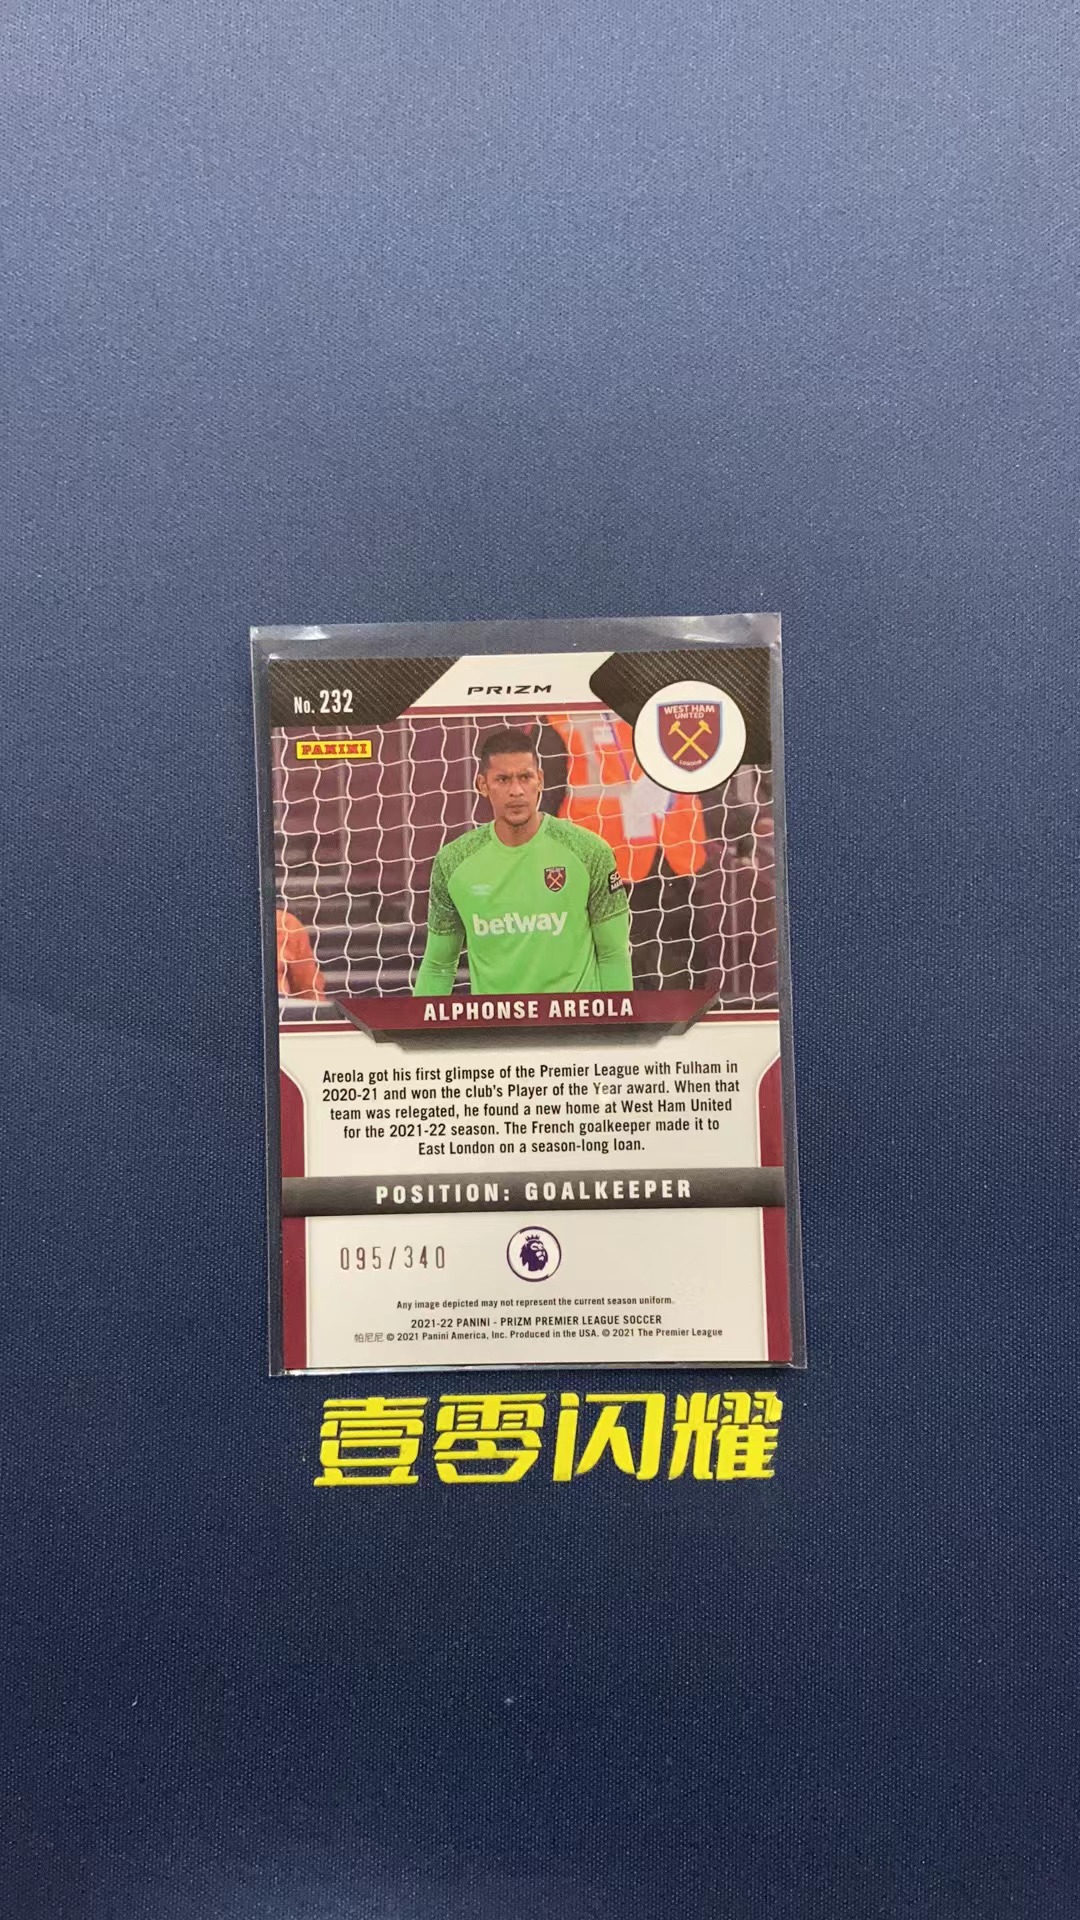 No. 232
PRIZM
WEST HAM
UNITED
LONDON
PANINI
betway
ALPHONSE AREOLA
Areola got his first glimpse of the Premier League with Fulham in
2020-21 and won the club's Player of the Year award. When that
team was relegated, he found a new home at West Ham United
for the 2021-22 season. The French goalkeeper made it to
East London on a season-long loan.
POSITION: GOALKEEPER
095/340
Any image depicted may not represent the current season uniform.
2021-22 PANINI - PRIZM PREMIER LEAGUE SOCCER
帕尼尼 © 2021 Panini America, Inc. Produced in the USA. © 2021 The Premier League
壹零闪耀